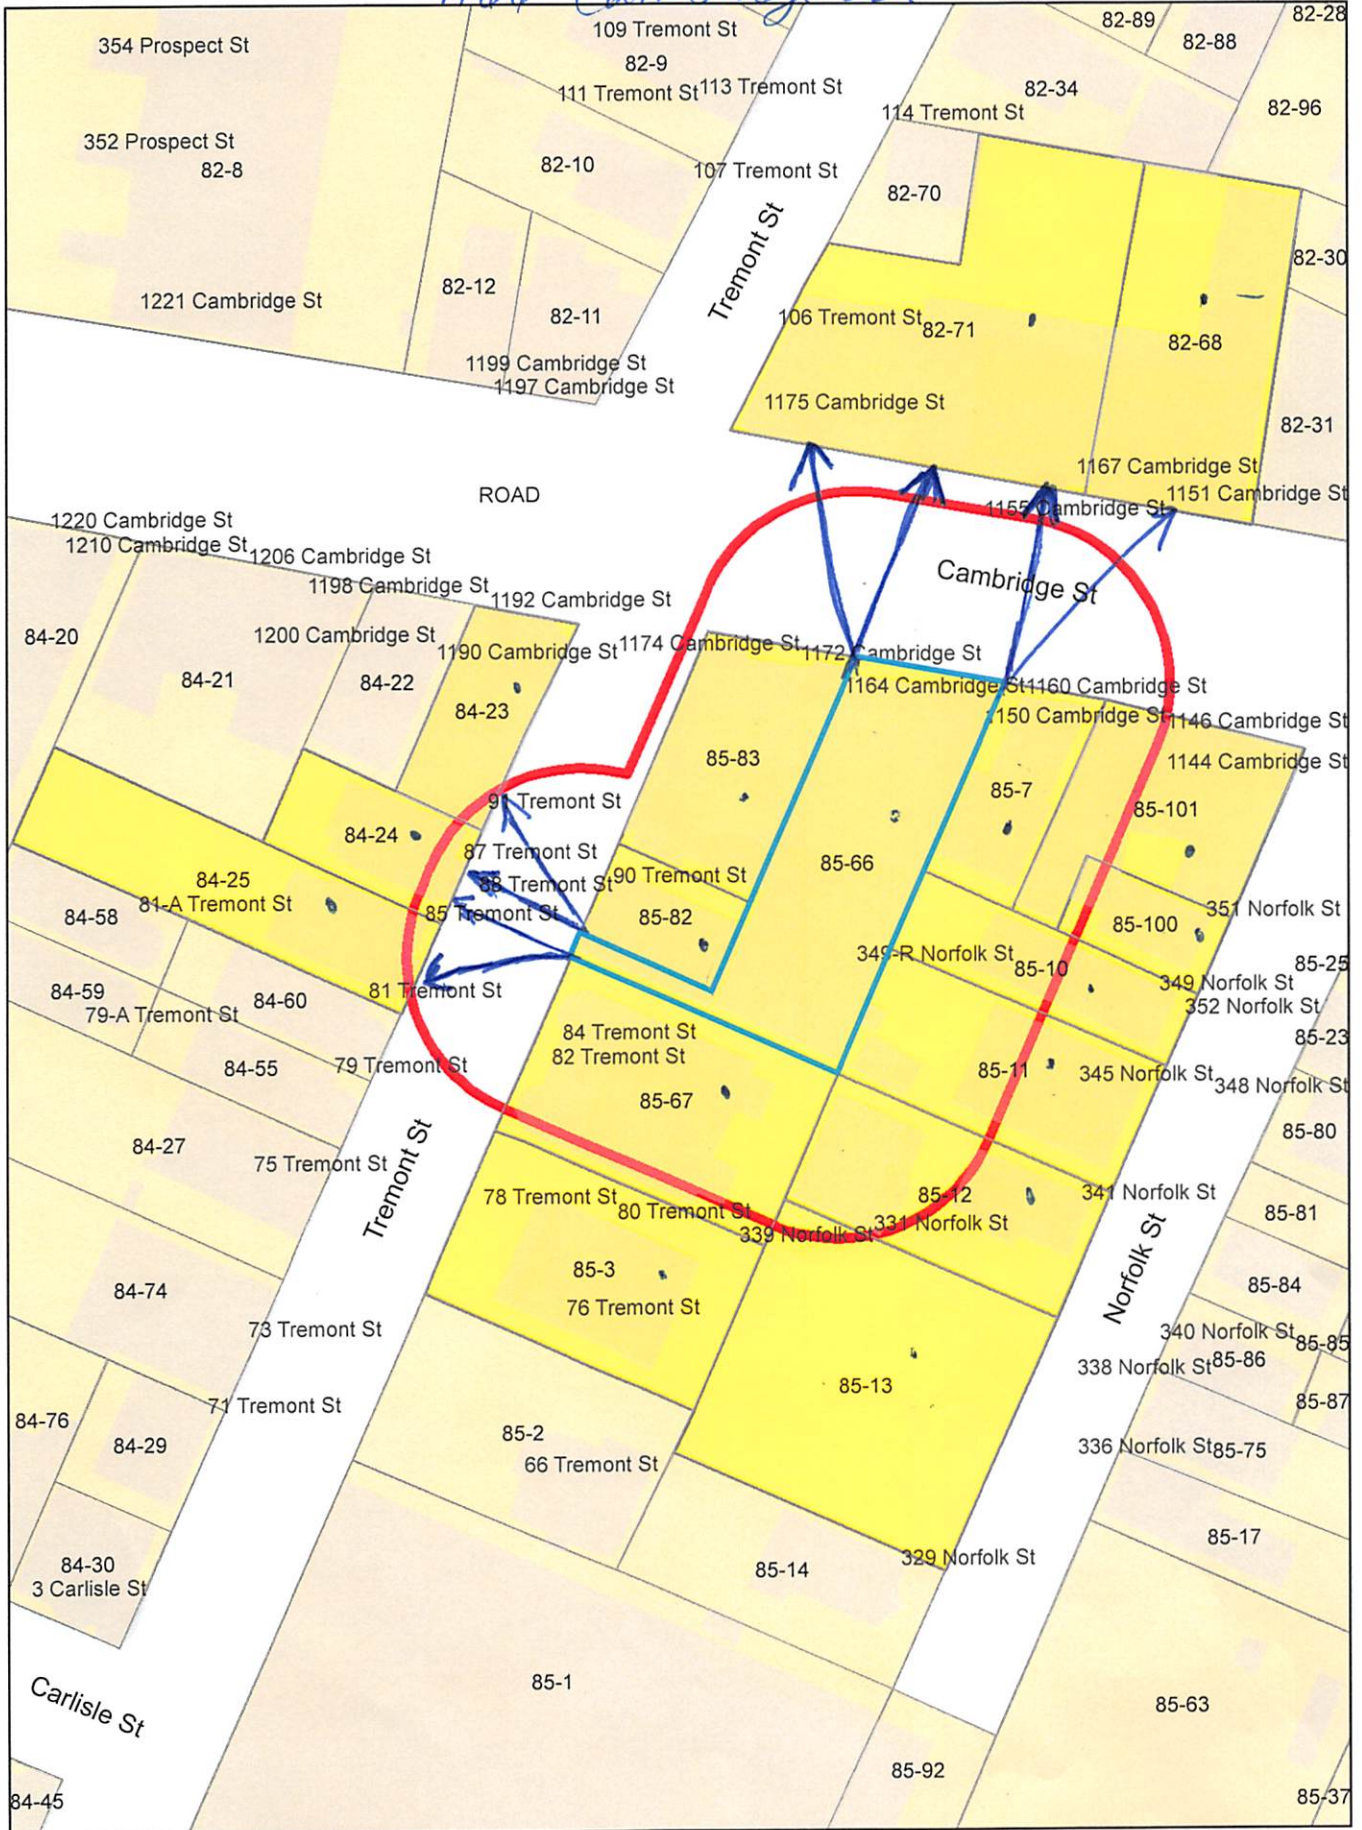 109 Tremont St
82-9
111 Tremont St
113 Tremont St
354 Prospect St
352 Prospect St
82-8
82-10
107 Tremont St
82-12
82-11
1221 Cambridge St
1199 Cambridge St
1197 Cambridge St
Tremont St
82-89
82-88
82-28
82-34
82-96
114 Tremont St
82-70
82-30
106 Tremont St
82-71
82-68
1175 Cambridge St
82-31
1167 Cambridge St
1151 Cambridge St
1155 Cambridge St
ROAD
Cambridge St
1220 Cambridge St
1210 Cambridge St
1206 Cambridge St
1198 Cambridge St
1192 Cambridge St
1200 Cambridge St
1190 Cambridge St
1174 Cambridge St
1172 Cambridge St
1164 Cambridge St
1160 Cambridge St
1150 Cambridge St
1146 Cambridge St
1144 Cambridge St
84-20
84-21
84-22
84-23
85-83
85-7
85-101
91 Tremont St
84-24
87 Tremont St
85-66
88 Tremont St
90 Tremont St
84-25
81-A Tremont St
85 Tremont St
85-82
84-58
351 Norfolk St
85-100
349-R Norfolk St
85-10
85-25
349 Norfolk St
352 Norfolk St
81 Tremont St
84-59
84-60
79-A Tremont St
84 Tremont St
82 Tremont St
85-23
84-55
79 Tremont St
85-11
345 Norfolk St
348 Norfolk St
85-67
85-80
84-27
75 Tremont St
Tremont St
78 Tremont St
80 Tremont St
85-12
341 Norfolk St
331 Norfolk St
339 Norfolk St
85-81
Norfolk St
85-3
76 Tremont St
84-74
85-84
73 Tremont St
340 Norfolk St
85-85
338 Norfolk St
85-86
85-13
85-87
71 Tremont St
84-76
84-29
85-2
66 Tremont St
336 Norfolk St
85-75
85-17
84-30
3 Carlisle St
85-14
329 Norfolk St
85-1
Carlisle St
85-63
85-92
84-45
85-37